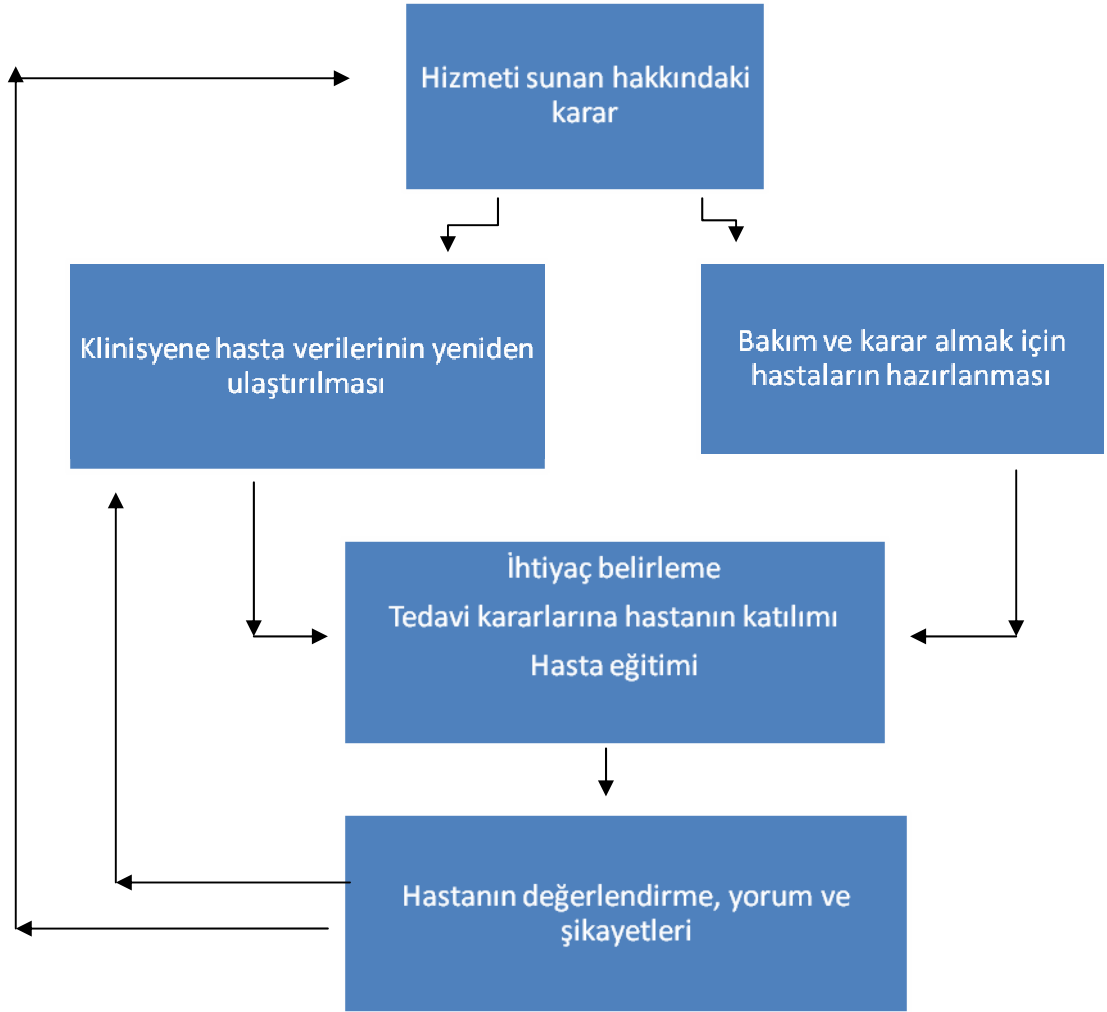 Hizmeti sunan hakkındaki
karar
Klinisyene hasta verilerinin yeniden
ulaştırılması
Bakım ve karar almak için
hastaların hazırlanması
İhtiyaç belirleme
Tedavi kararlarına hastanın katılımı
Hasta eğitimi
Hastanın değerlendirme, yorum ve
şikayetleri